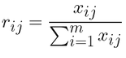 r_{ij} = \frac{x_{ij}}{\sum_{i=1}^{m} x_{ij}}